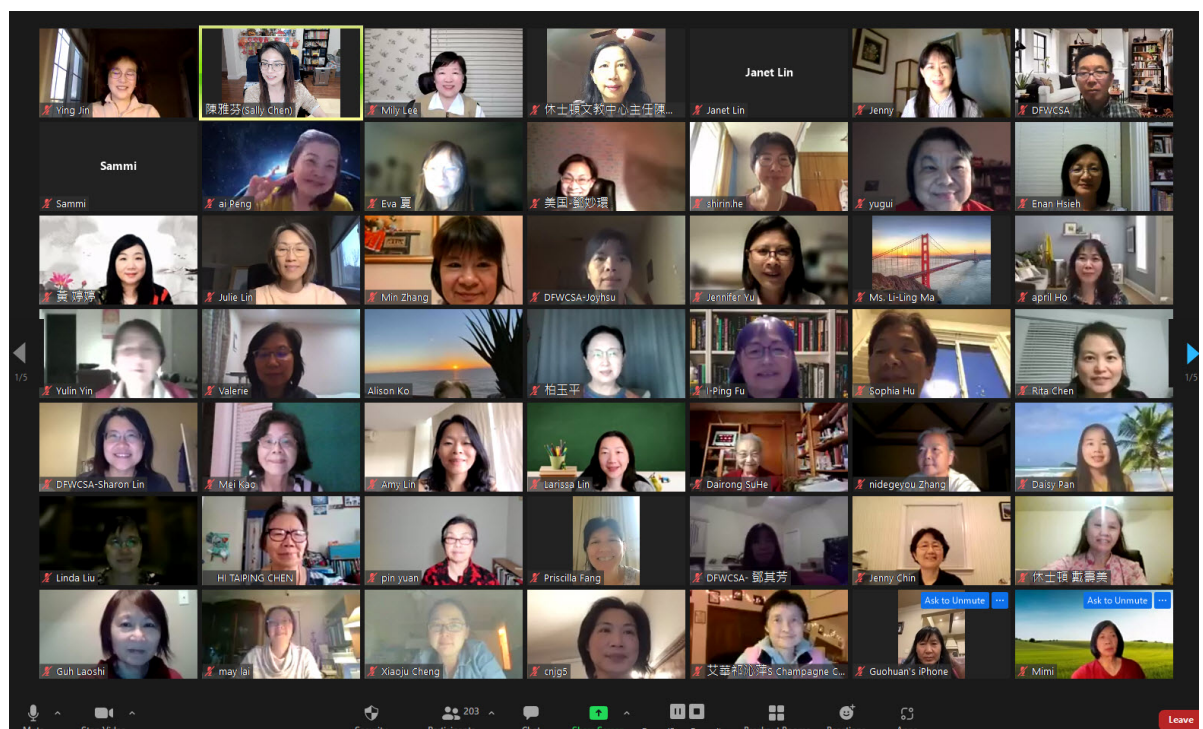 Ying Jin
陳雅芬(Sally Chen)
Mily Lee
休士頓文教中心主任陳...
Janet Lin
Janet Lin
Jenny
DFWCSA
Sammi
Sammi
ai Peng
Eva 夏
美国-鄧妙環
shirin.he
yugui
Enan Hsieh
黃 婷婷
Julie Lin
Min Zhang
DFWCSA-Joyhsu
Jennifer Yu
Ms. Li-Ling Ma
april Ho
1/5
1/5
Yulin Yin
Valerie
Alison Ko
柏玉平
I-Ping Fu
Sophia Hu
Rita Chen
DFWCSA-Sharon Lin
Mei Kao
Amy Lin
Larissa Lin
Dairong SuHe
nidegeyou Zhang
Daisy Pan
Linda Liu
HI TAIPING CHEN
pin yuan
Priscilla Fang
DFWCSA- 鄧其芳
Jenny Chin
休士頓 戴壽美
Ask to Unmute ...
Ask to Unmute ...
Guh Laoshi
may lai
Xiaoju Cheng
cnjg5
S Champagne C...
Guohuan's iPhone
Mimi
203
Leave